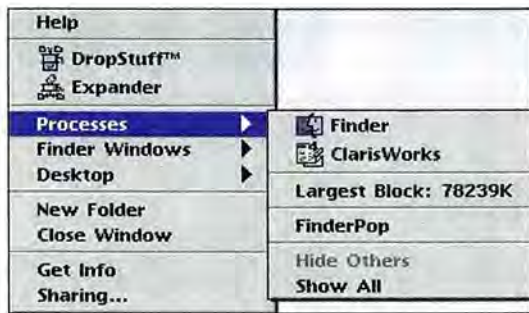 Help
DropStuff™
Expander
Processes
Finder Windows
Desktop
New Folder
Close Window
Get Info
Sharing...
Finder
ClarisWorks
Largest Block: 78239K
FinderPop
Hide Others
Show All